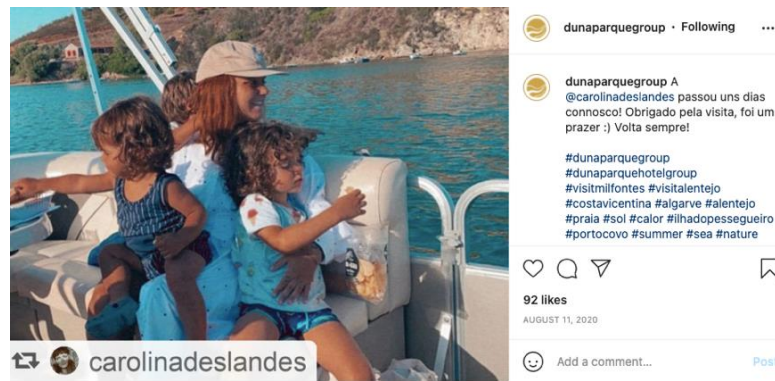 dunaparquegroup • Following
dunaparquegroup A
@carolinadeslandes passou uns dias
connosco! Obrigado pela visita, foi um
prazer :) Volta sempre!
#dunaparquegroup
#dunaparquehotelgroup
#visitmilfontes #visitalentejo
#costavicentina #algarve #alentejo
#praia #sol #calor #ilhadopessegueiro
#portocovo #summer #sea #nature
92 likes
AUGUST 11, 2020
Add a comment...
carolinadeslandes